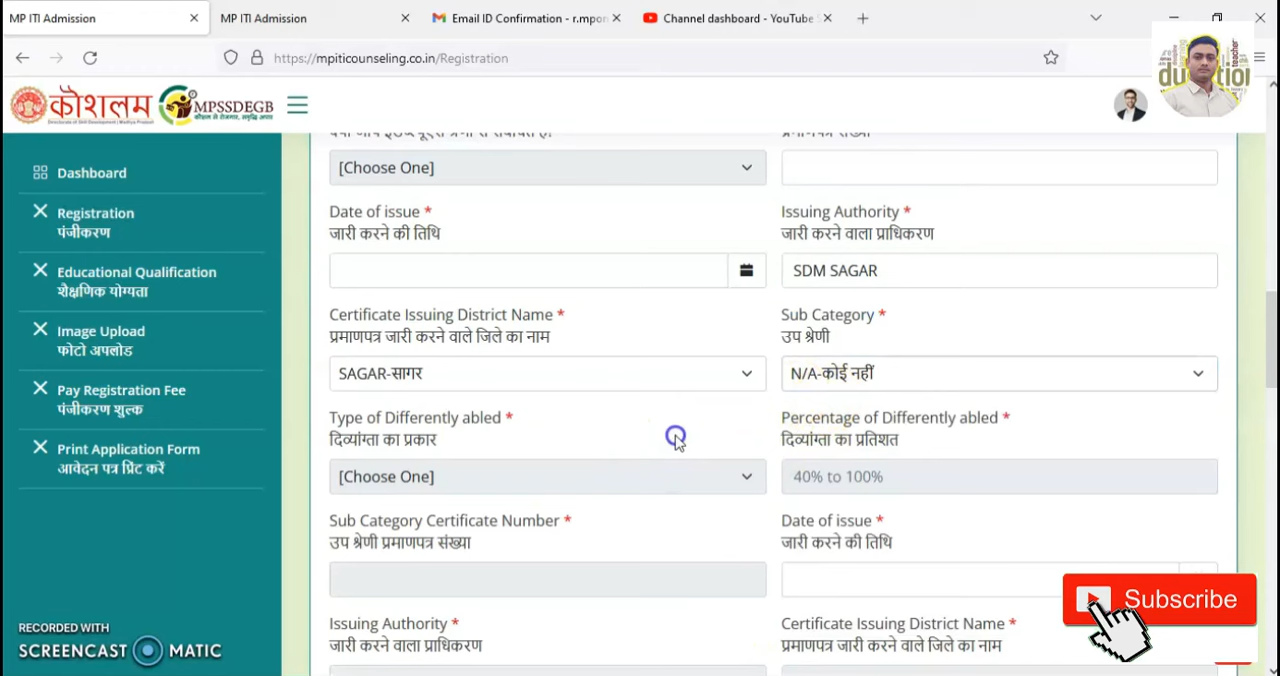 MP ITI Admission
MP ITI Admission
Email ID Confirmation - r.mpon
Channel dashboard - YouTube
https://mpiticounseling.co.in/Registration
कौशलम
MPSSDEGB
teacher
Dashboard
Registration
पंजीकरण
Educational Qualification
शैक्षणिक योग्यता
Image Upload
फोटो अपलोड
Pay Registration Fee
पंजीकरण शुल्क
Print Application Form
आवेदन पत्र प्रिंट करें
RECORDED WITH
SCREENCAST MATIC
[Choose One]
Date of issue *
जारी करने की तिथि
Issuing Authority *
जारी करने वाला प्राधिकरण
SDM SAGAR
Certificate Issuing District Name *
प्रमाणपत्र जारी करने वाले जिले का नाम
Sub Category *
उप श्रेणी
SAGAR-सागर
N/A-कोई नहीं
Type of Differently abled *
दिव्यांग्ता का प्रकार
Percentage of Differently abled *
दिव्यांग्ता का प्रतिशत
[Choose One]
40% to 100%
Sub Category Certificate Number *
उप श्रेणी प्रमाणपत्र संख्या
Date of issue *
जारी करने की तिथि
Issuing Authority *
जारी करने वाला प्राधिकरण
Certificate Issuing District Name *
प्रमाणपत्र जारी करने वाले जिले का नाम
Subscribe